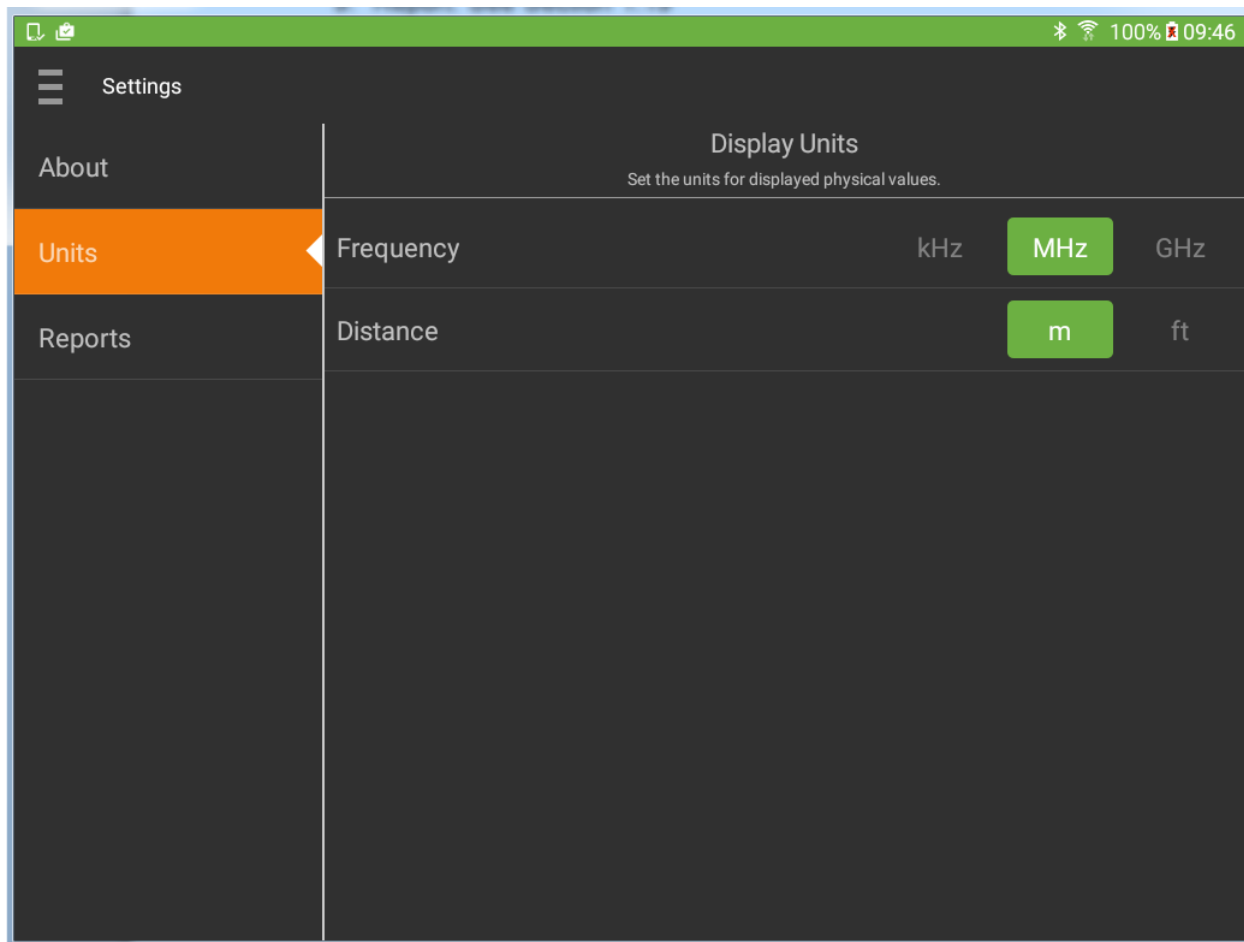 100% 09:46
Settings
About
Units
Reports
Display Units
Set the units for displayed physical values.
Frequency kHz MHz GHz
Distance m ft